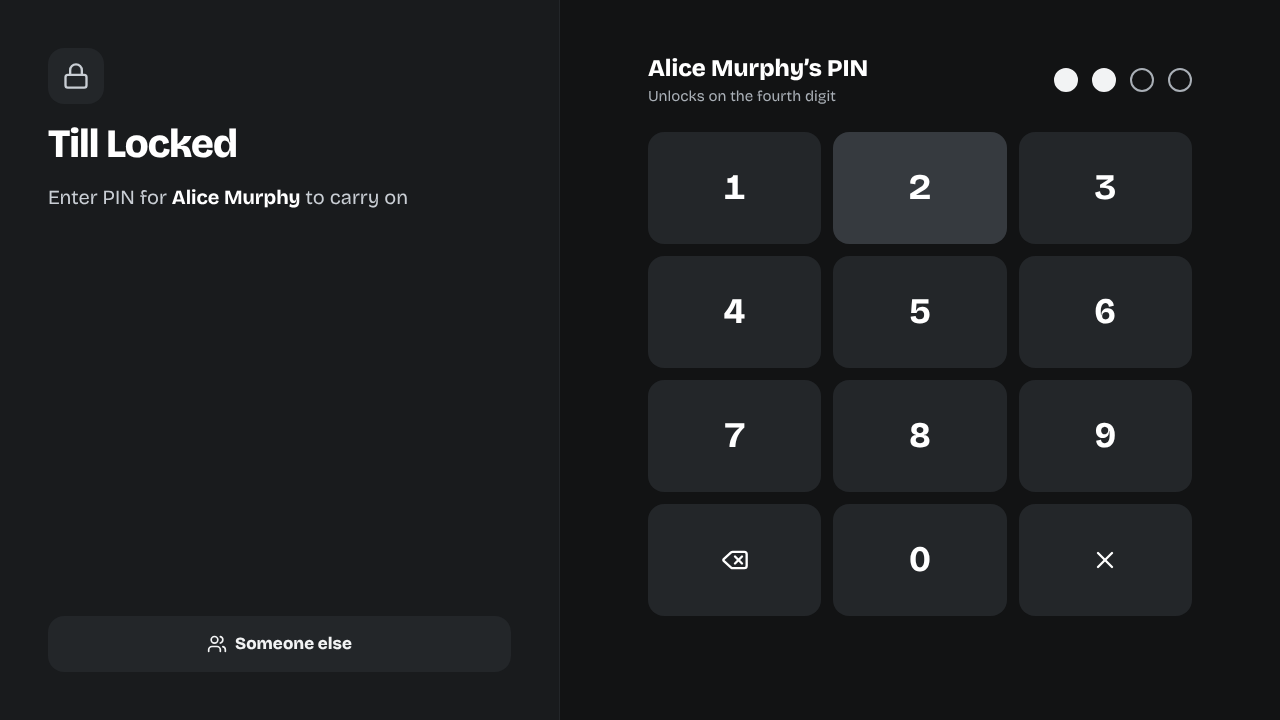 Till Locked
Enter PIN for Alice Murphy to carry on
Someone else
Alice Murphy’s PIN
Unlocks on the fourth digit
1 2 3
4 5 6
7 8 9
0